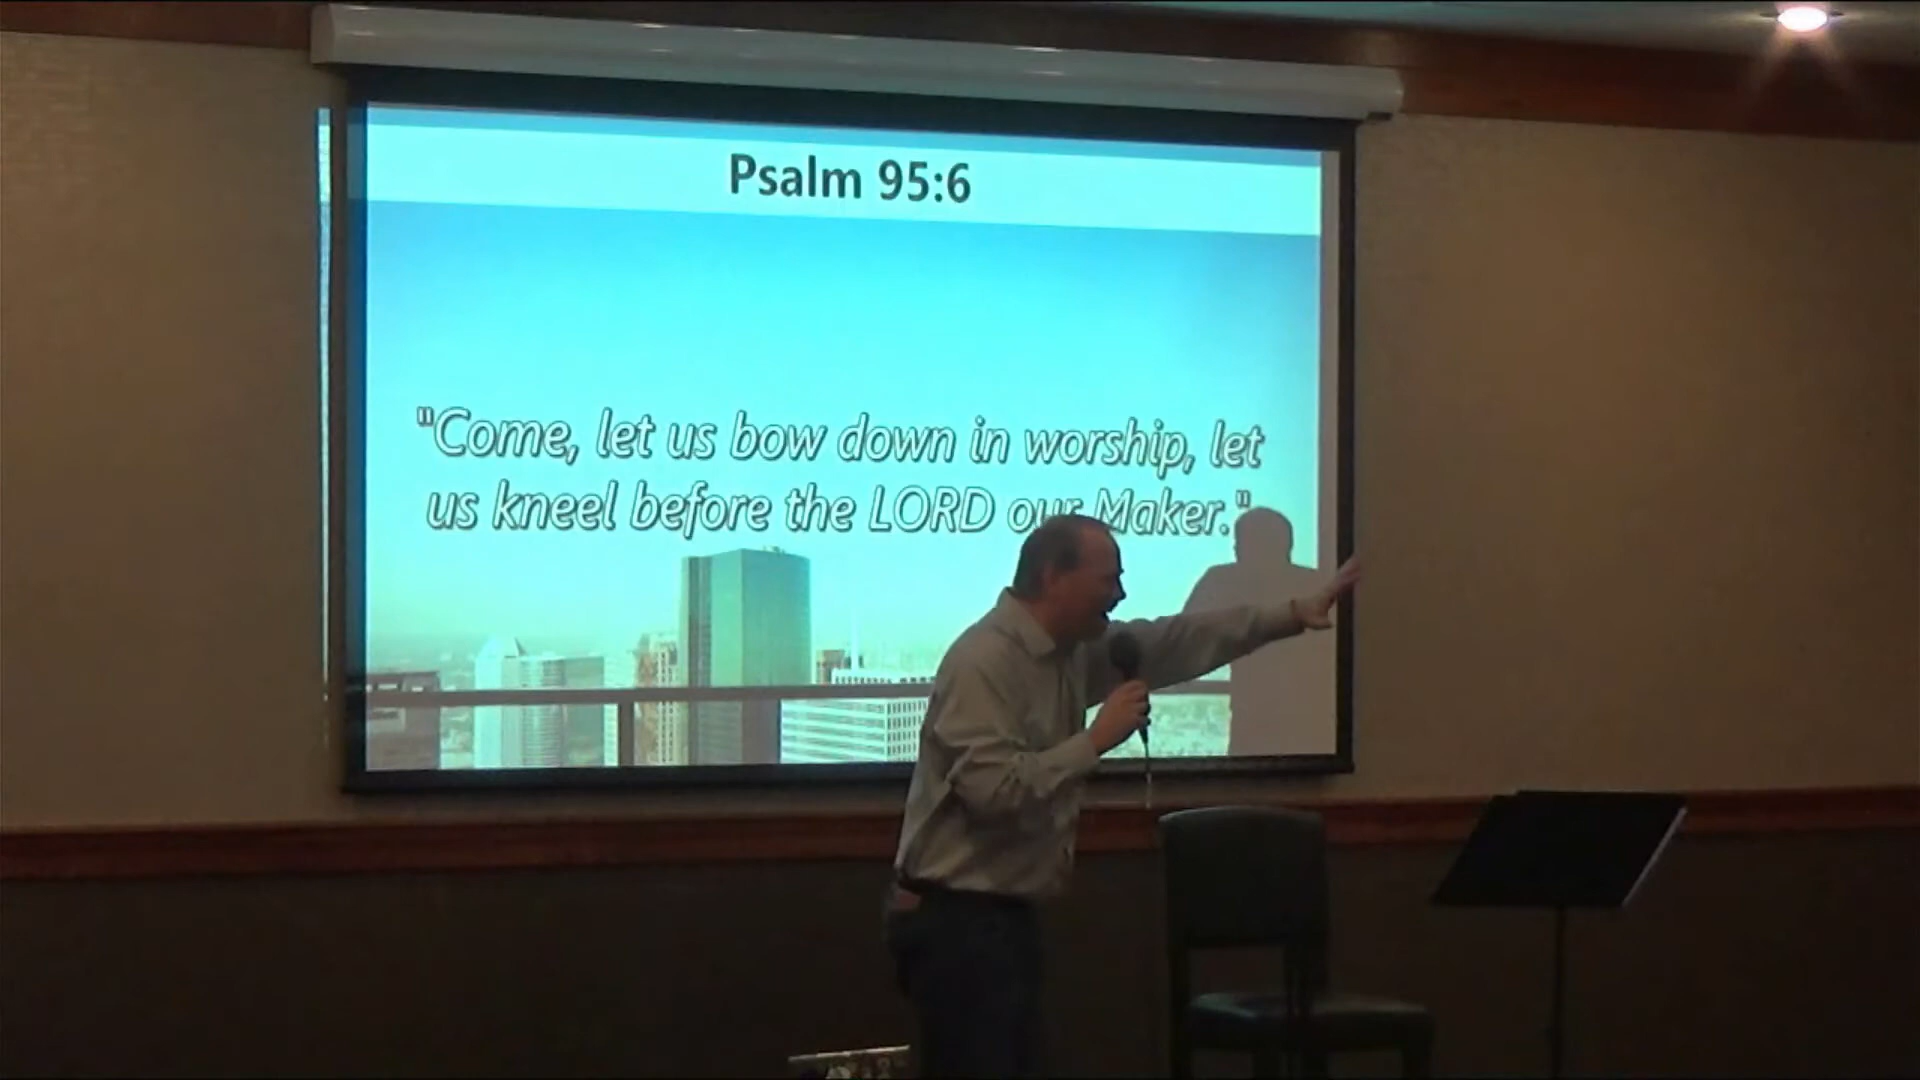 Psalm 95:6
"Come, let us bow down in worship, let
us kneel before the LORD our Maker."